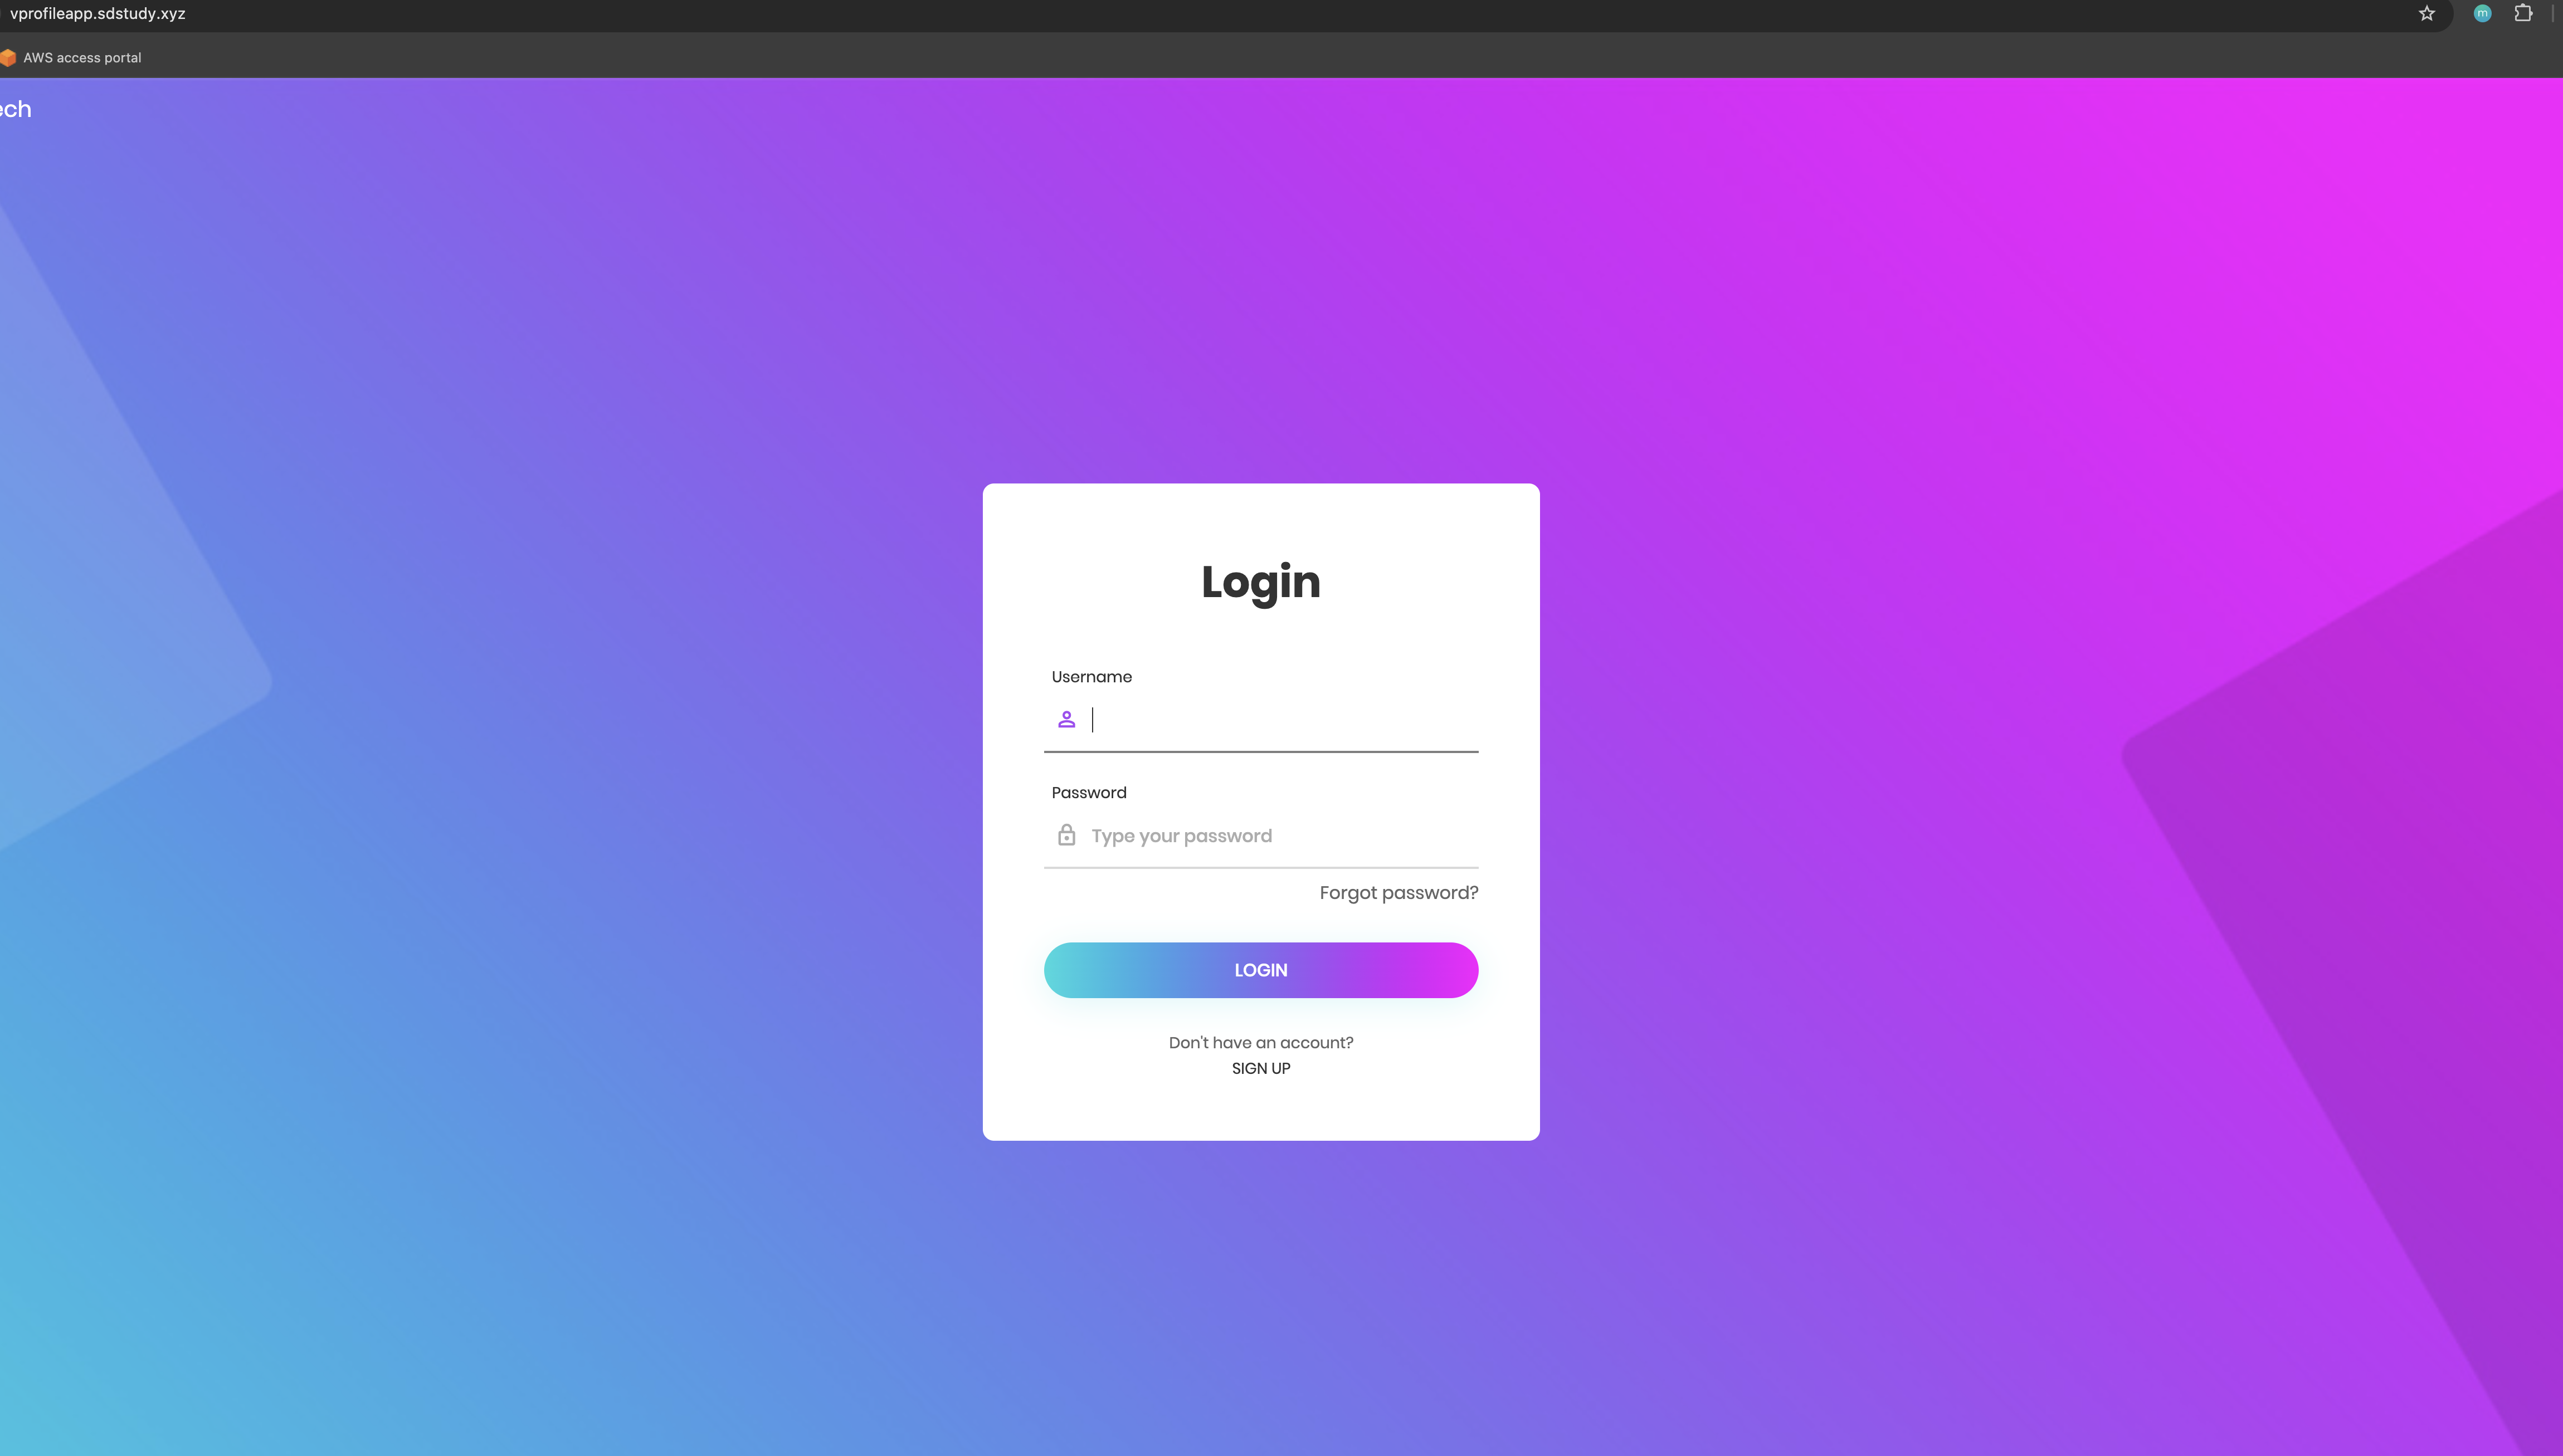 vprofileapp.sdstudy.xyz
m
AWS access portal
ech
Login
Username
Password
Type your password
Forgot password?
LOGIN
Don't have an account?
SIGN UP